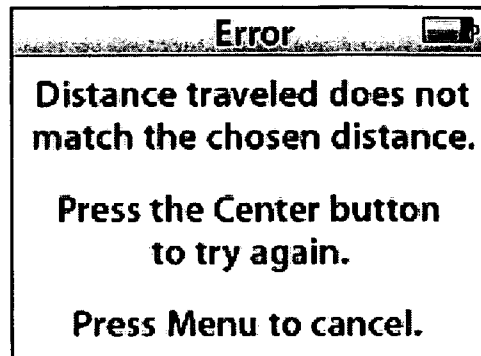 Error
Distance traveled does not
match the chosen distance.
Press the Center button
to try again.
Press Menu to cancel.